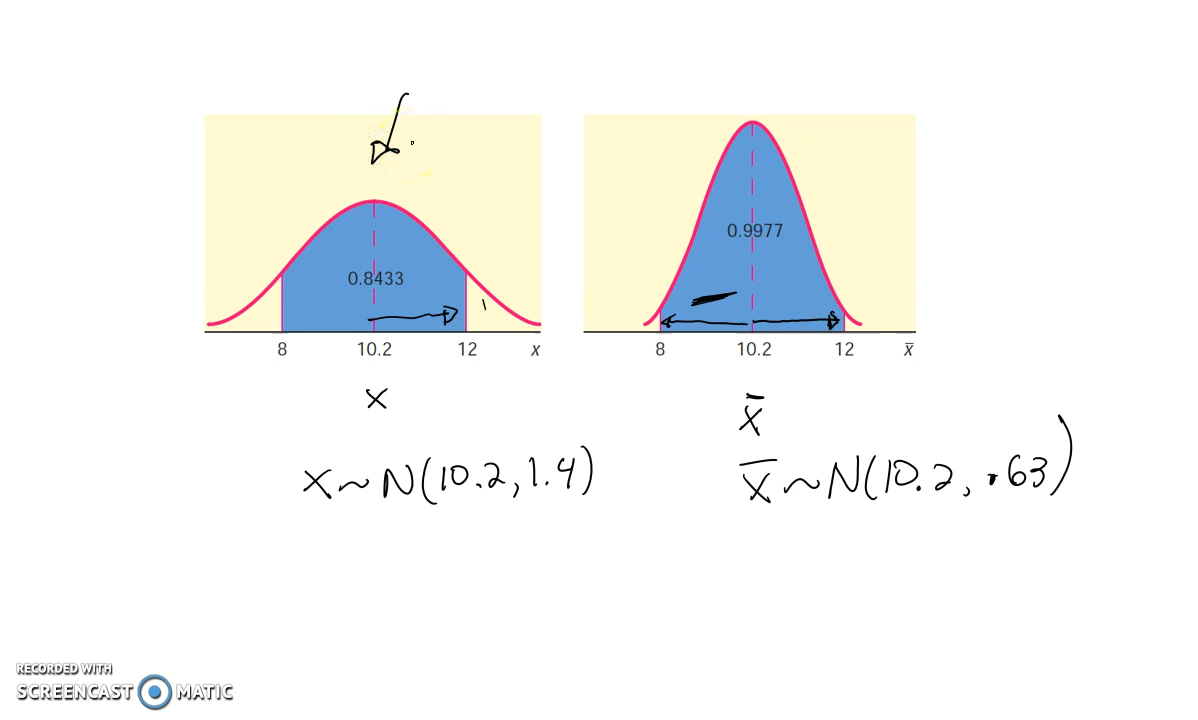 0.8433
8 10.2 12 x
0.9977
8 10.2 12 x̅
x
x̅
x~N(10.2,1.4)
x̅~N(10.2,.63)
RECORDED WITH
SCREENCAST MATIC